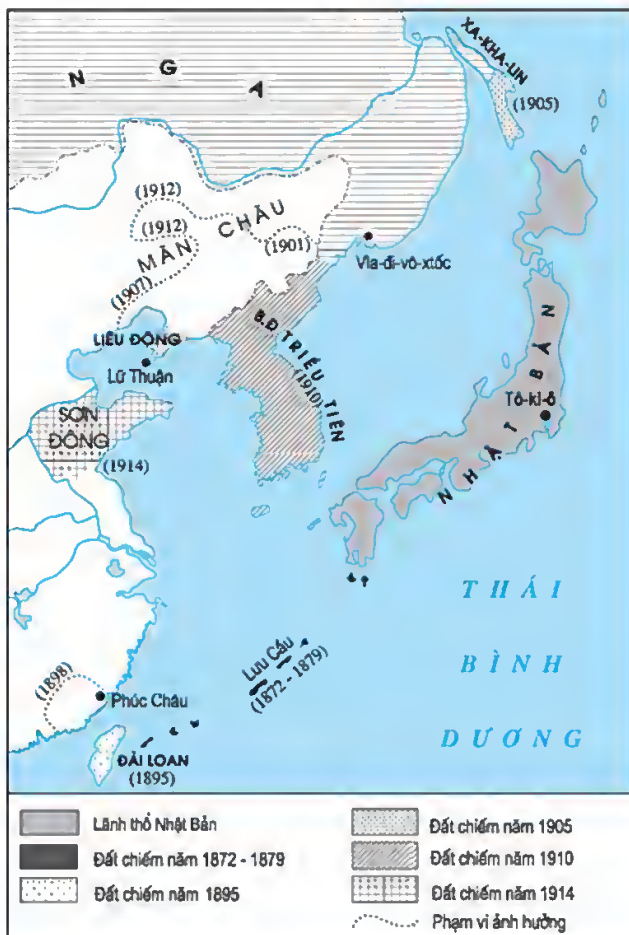 NGA
XA-KHA-LIN
(1905)
(1912)
(1912)
CHÂU
MÃN
(1901)
(1907)
Vla-đi-vô-xtốc
LIÊU ĐÔNG
Lữ Thuận
B.Đ TRIỀU TIÊN
(1910)
NHẬT BẢN
Tô-ki-ô
SƠN
ĐÔNG
(1914)
THÁI
BÌNH
DƯƠNG
Lưu Cầu
(1872 - 1879)
(1898)
Phúc Châu
ĐÀI LOAN
(1895)
Lãnh thổ Nhật Bản
Đất chiếm năm 1872 - 1879
Đất chiếm năm 1895
Đất chiếm năm 1905
Đất chiếm năm 1910
Đất chiếm năm 1914
Phạm vi ảnh hưởng